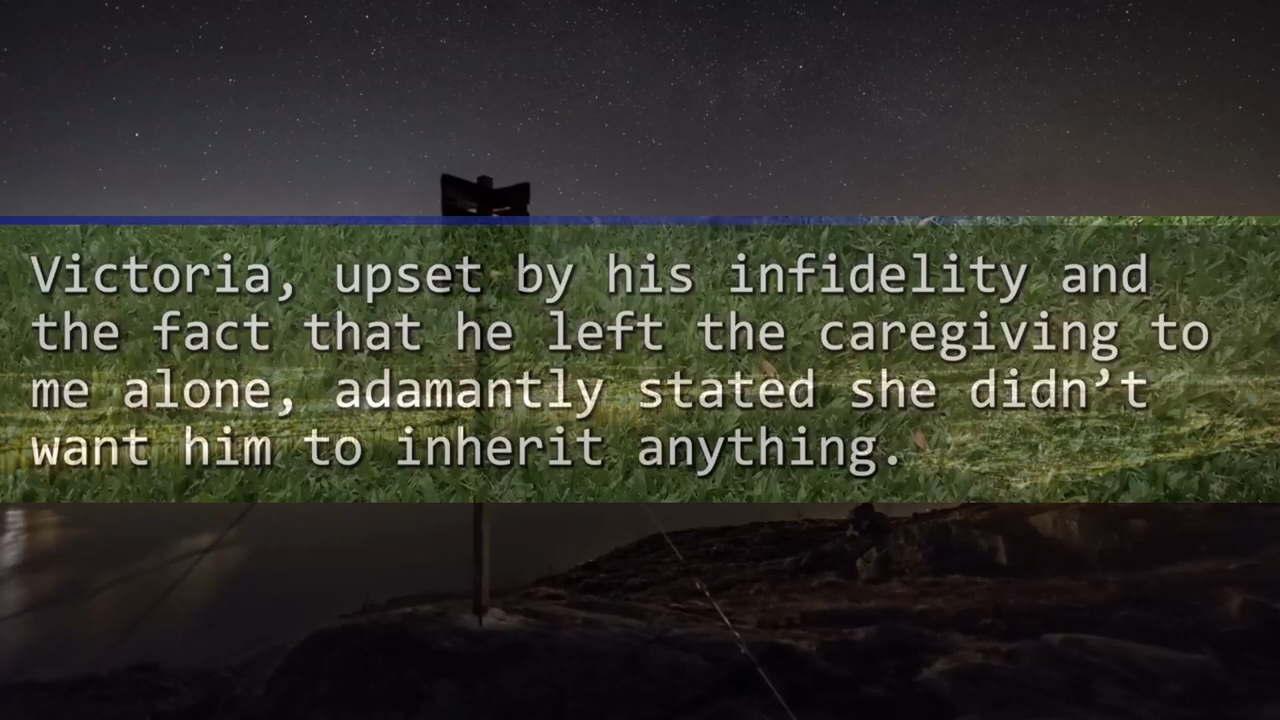 Victoria, upset by his infidelity and
the fact that he left the caregiving to
me alone, adamantly stated she didn’t
want him to inherit anything.